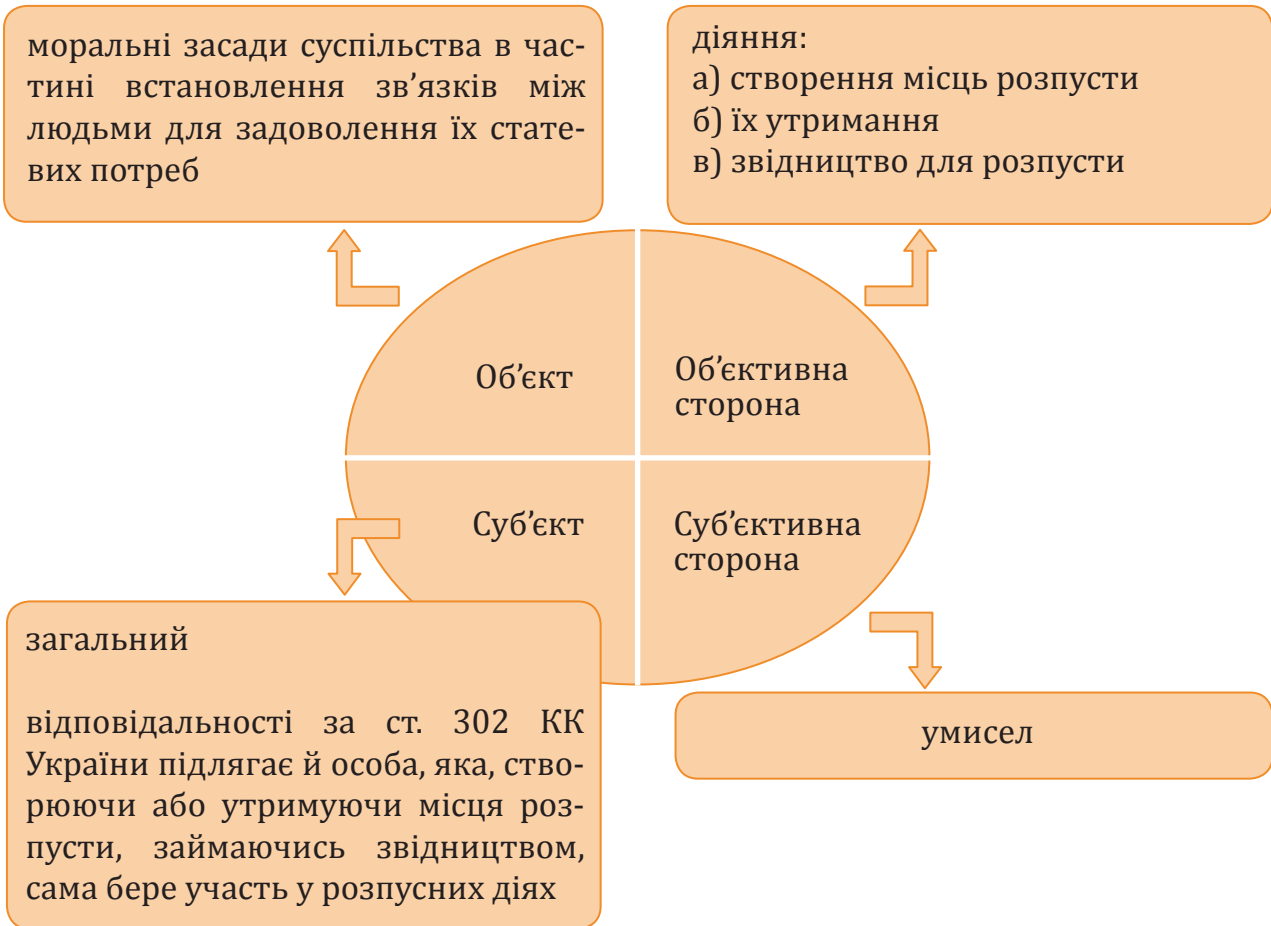 моральні засади суспільства в час-
тині встановлення зв’язків між
людьми для задоволення їх стате-
вих потреб
діяння:
а) створення місць розпусти
б) їх утримання
в) звідництво для розпусти
Об’єкт
Об’єктивна
сторона
Суб’єкт
Суб’єктивна
сторона
загальний
відповідальності за ст. 302 КК
України підлягає й особа, яка, ство-
рюючи або утримуючи місця роз-
пусти, займаючись звідництвом,
сама бере участь у розпусних діях
умисел